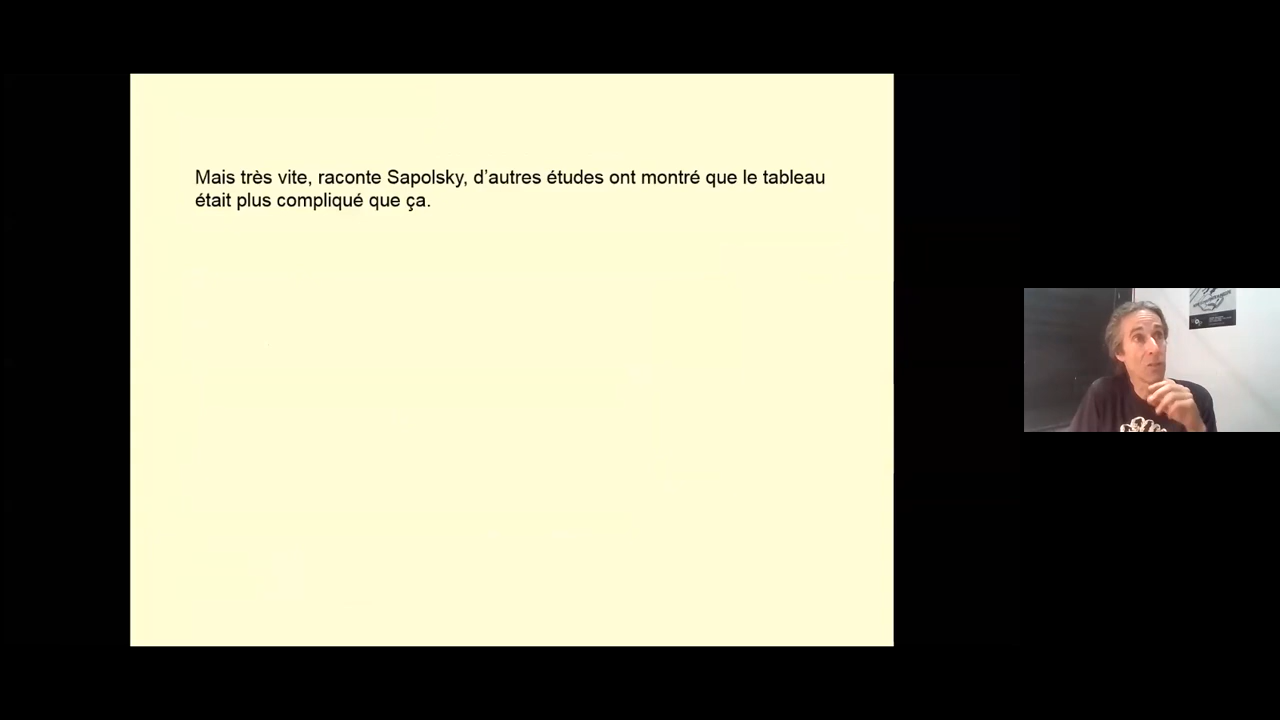 Mais très vite, raconte Sapolsky, d’autres études ont montré que le tableau
était plus compliqué que ça.